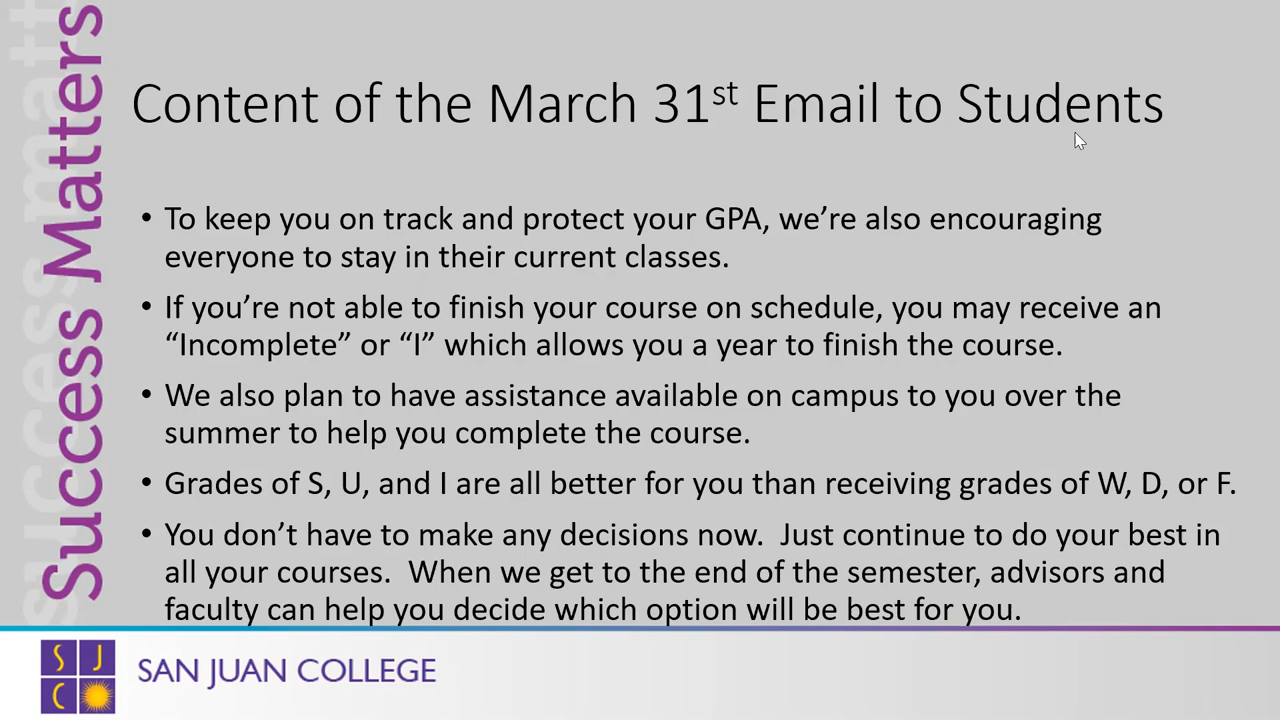 Success Matters
success matt
Content of the March 31st Email to Students
• To keep you on track and protect your GPA, we’re also encouraging
everyone to stay in their current classes.
• If you’re not able to finish your course on schedule, you may receive an
“Incomplete” or “I” which allows you a year to finish the course.
• We also plan to have assistance available on campus to you over the
summer to help you complete the course.
• Grades of S, U, and I are all better for you than receiving grades of W, D, or F.
• You don’t have to make any decisions now.  Just continue to do your best in
all your courses.  When we get to the end of the semester, advisors and
faculty can help you decide which option will be best for you.
S J
C
SAN JUAN COLLEGE